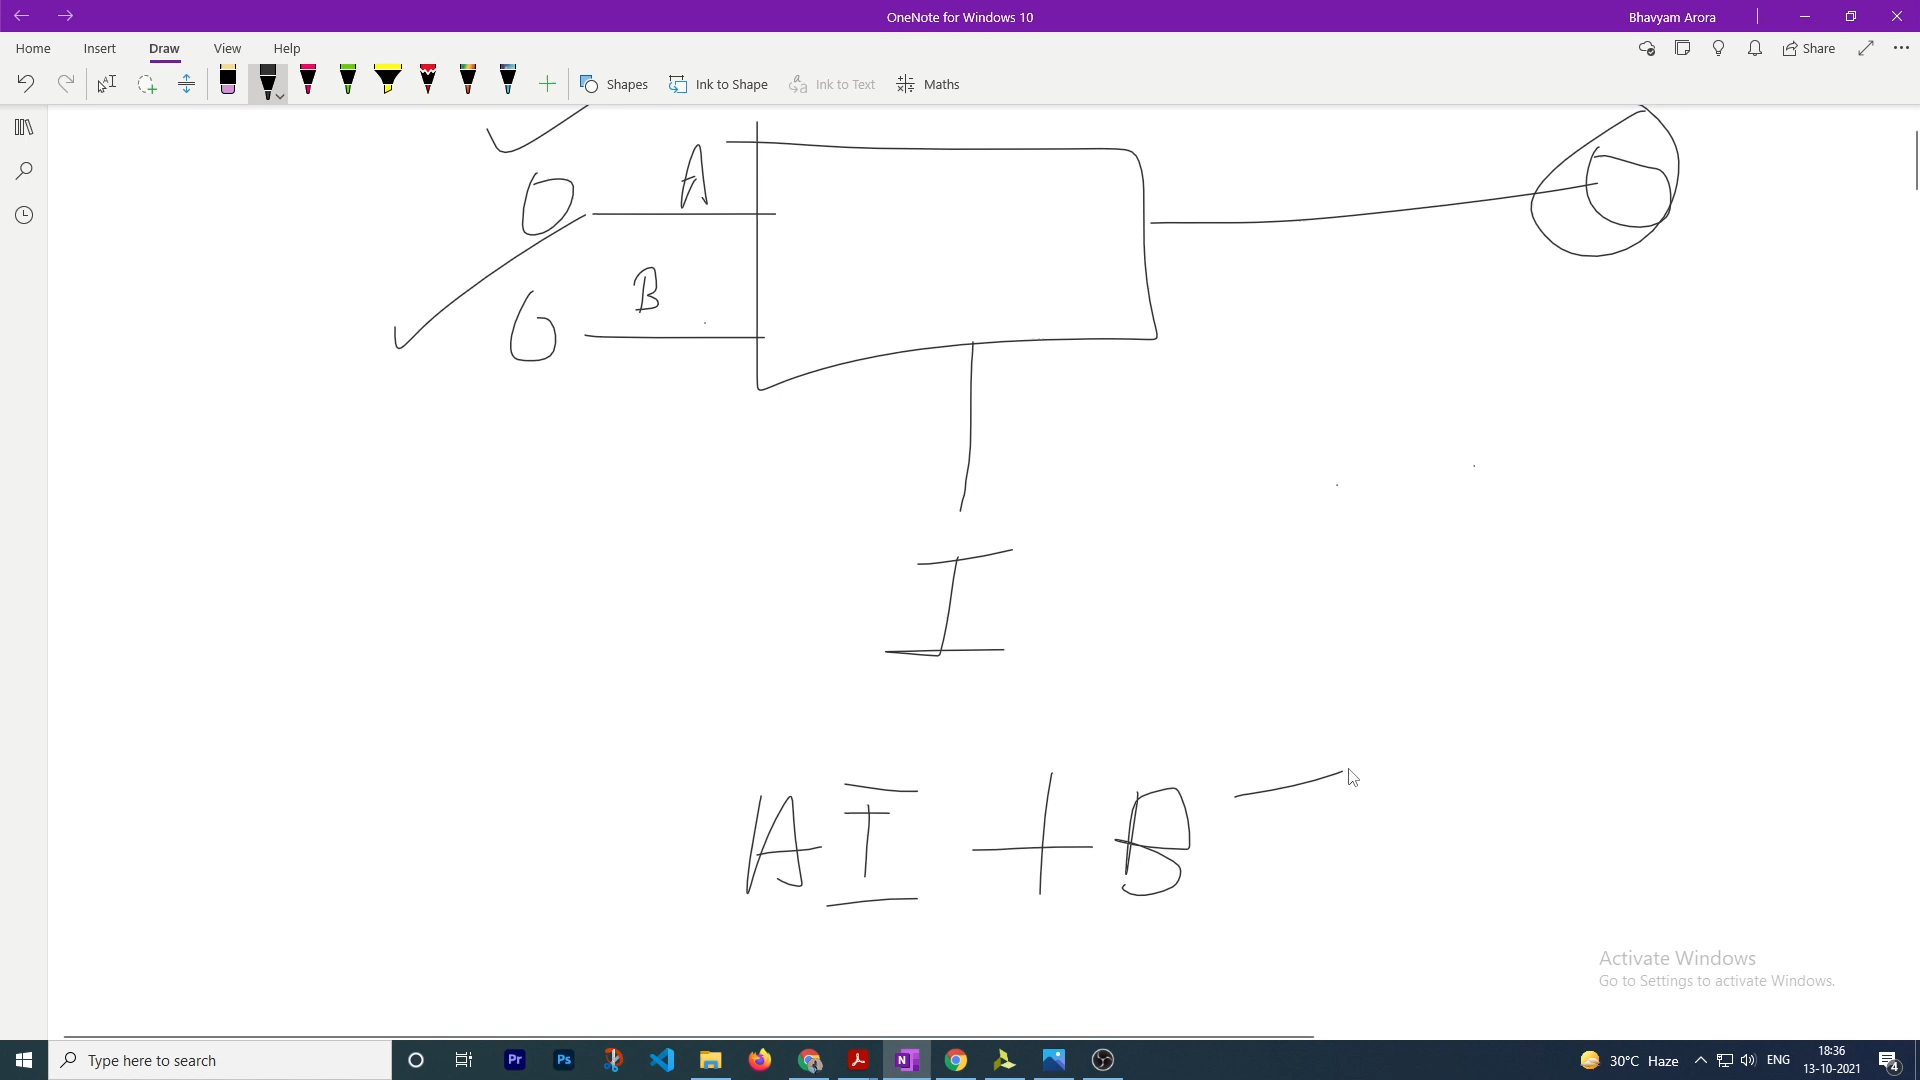 OneNote for Windows 10
Bhavyam Arora
Home Insert Draw View Help
Share
Shapes Ink to Shape Ink to Text Maths
A
B
I
A I + B
Activate Windows
Go to Settings to activate Windows.
Type here to search
30°C Haze
ENG
18:36
13-10-2021
4